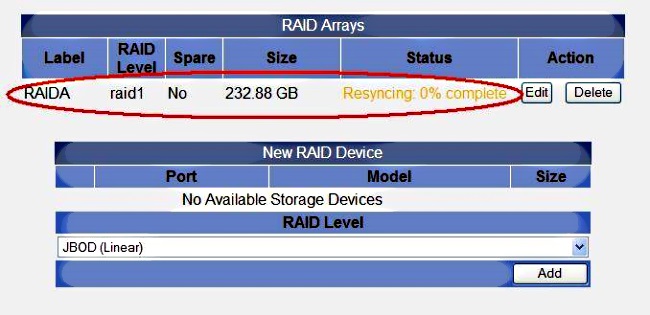 RAID Arrays
Label RAID Level Spare Size Status Action
RAIDA raid1 No 232.88 GB Resyncing: 0% complete Edit Delete
New RAID Device
Port Model Size
No Available Storage Devices
RAID Level
JBOD (Linear)
Add